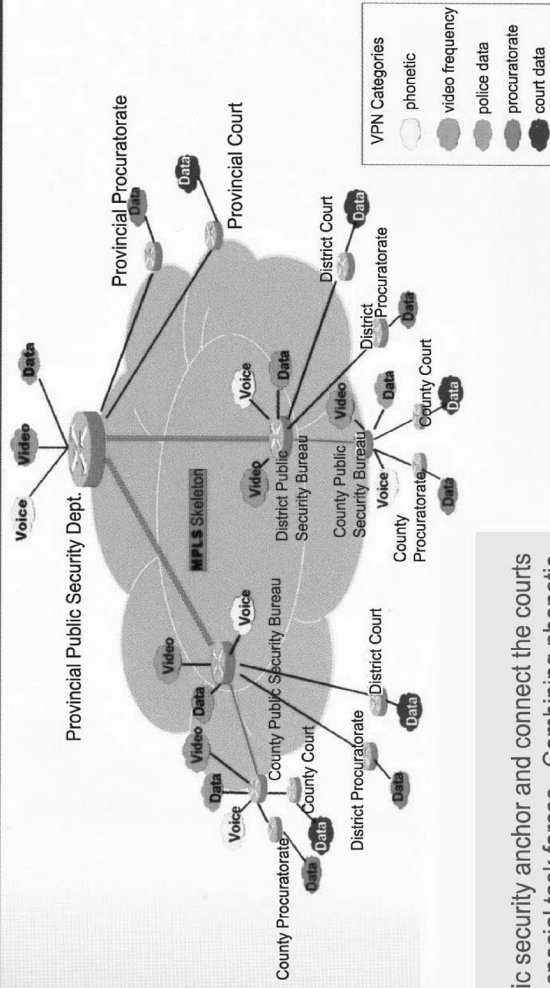 Voice
Video
Data
Provincial Public Security Dept.
Provincial Procuratorate
Data
Data
Provincial Court
MPLS Skeleton
Video
Voice
Data
District Public
Security Bureau
District Court
Data
District
Procuratorate
Data
County Public
Security Bureau
Video
Data
Voice
County Court
Data
County
Procuratorate
Data
Video
Voice
Data
County Public Security Bureau
Video
Data
Voice
County Court
Data
County Procuratorate
Data
District Procuratorate
Data
District Court
Data
VPN Categories
phonetic
video frequency
police data
procuratorate
court data
ic security anchor and connect the courts